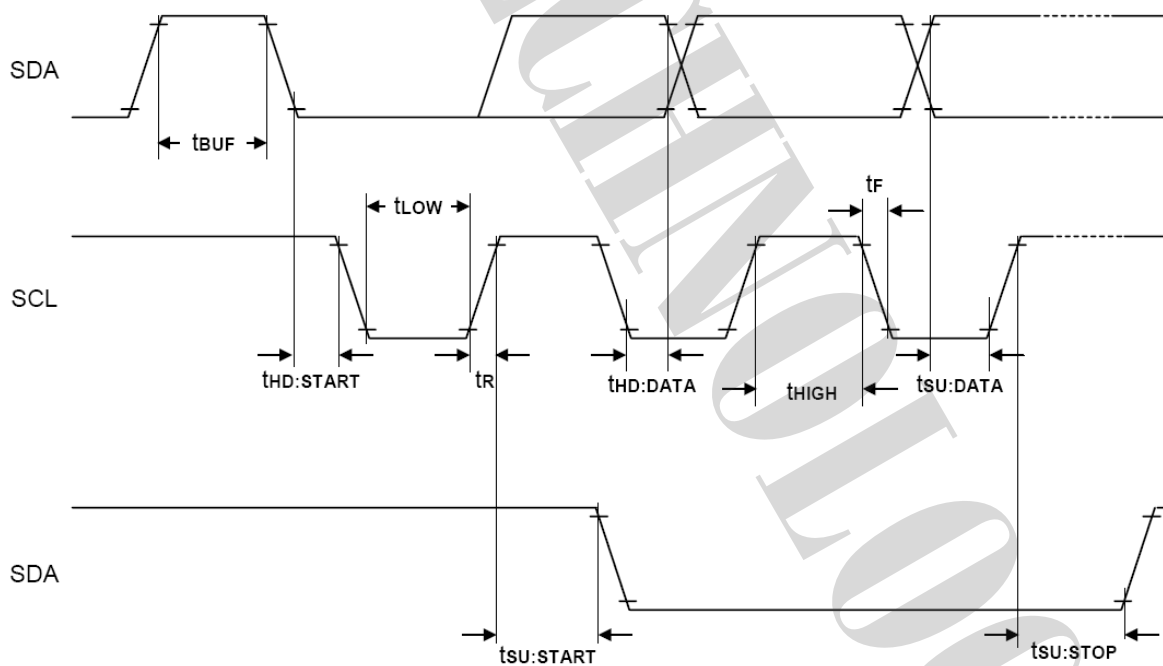 SDA
tBUF
tF
tLOW
SCL
tHD:START
tR
tHD:DATA
tHIGH
tSU:DATA
SDA
tSU:START
tSU:STOP